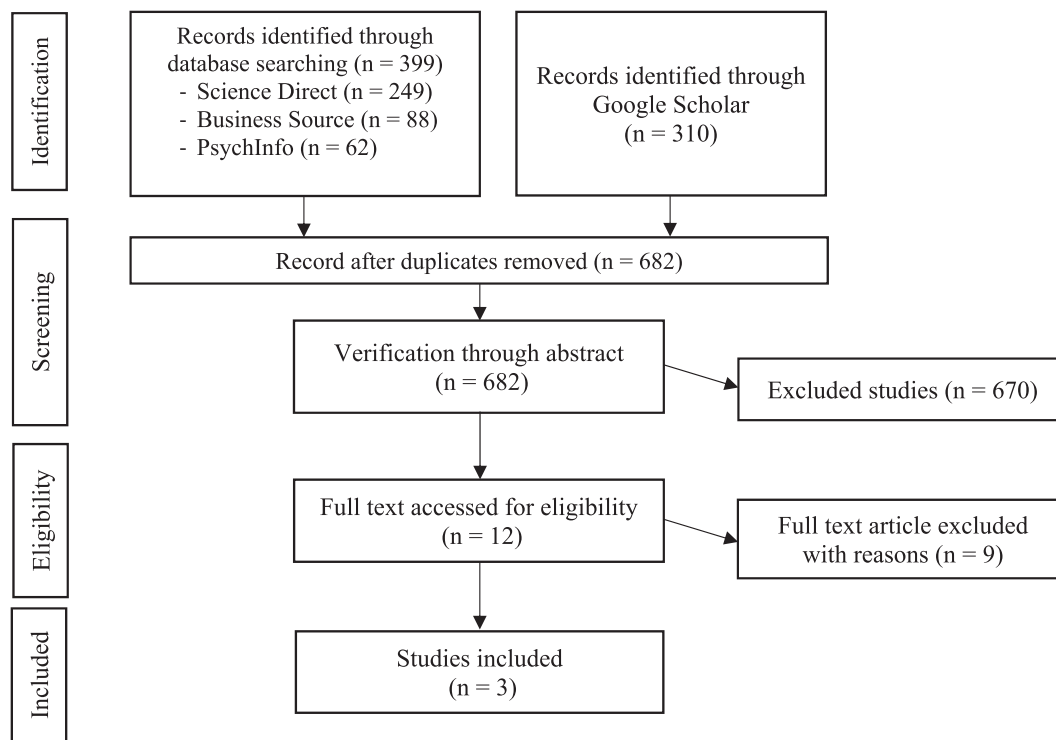 Identification
Records identified through
database searching (n = 399)
- Science Direct (n = 249)
- Business Source (n = 88)
- PsychInfo (n = 62)
Records identified through
Google Scholar
(n = 310)
Screening
Record after duplicates removed (n = 682)
Verification through abstract
(n = 682)
Excluded studies (n = 670)
Eligibility
Full text accessed for eligibility
(n = 12)
Full text article excluded
with reasons (n = 9)
Included
Studies included
(n = 3)